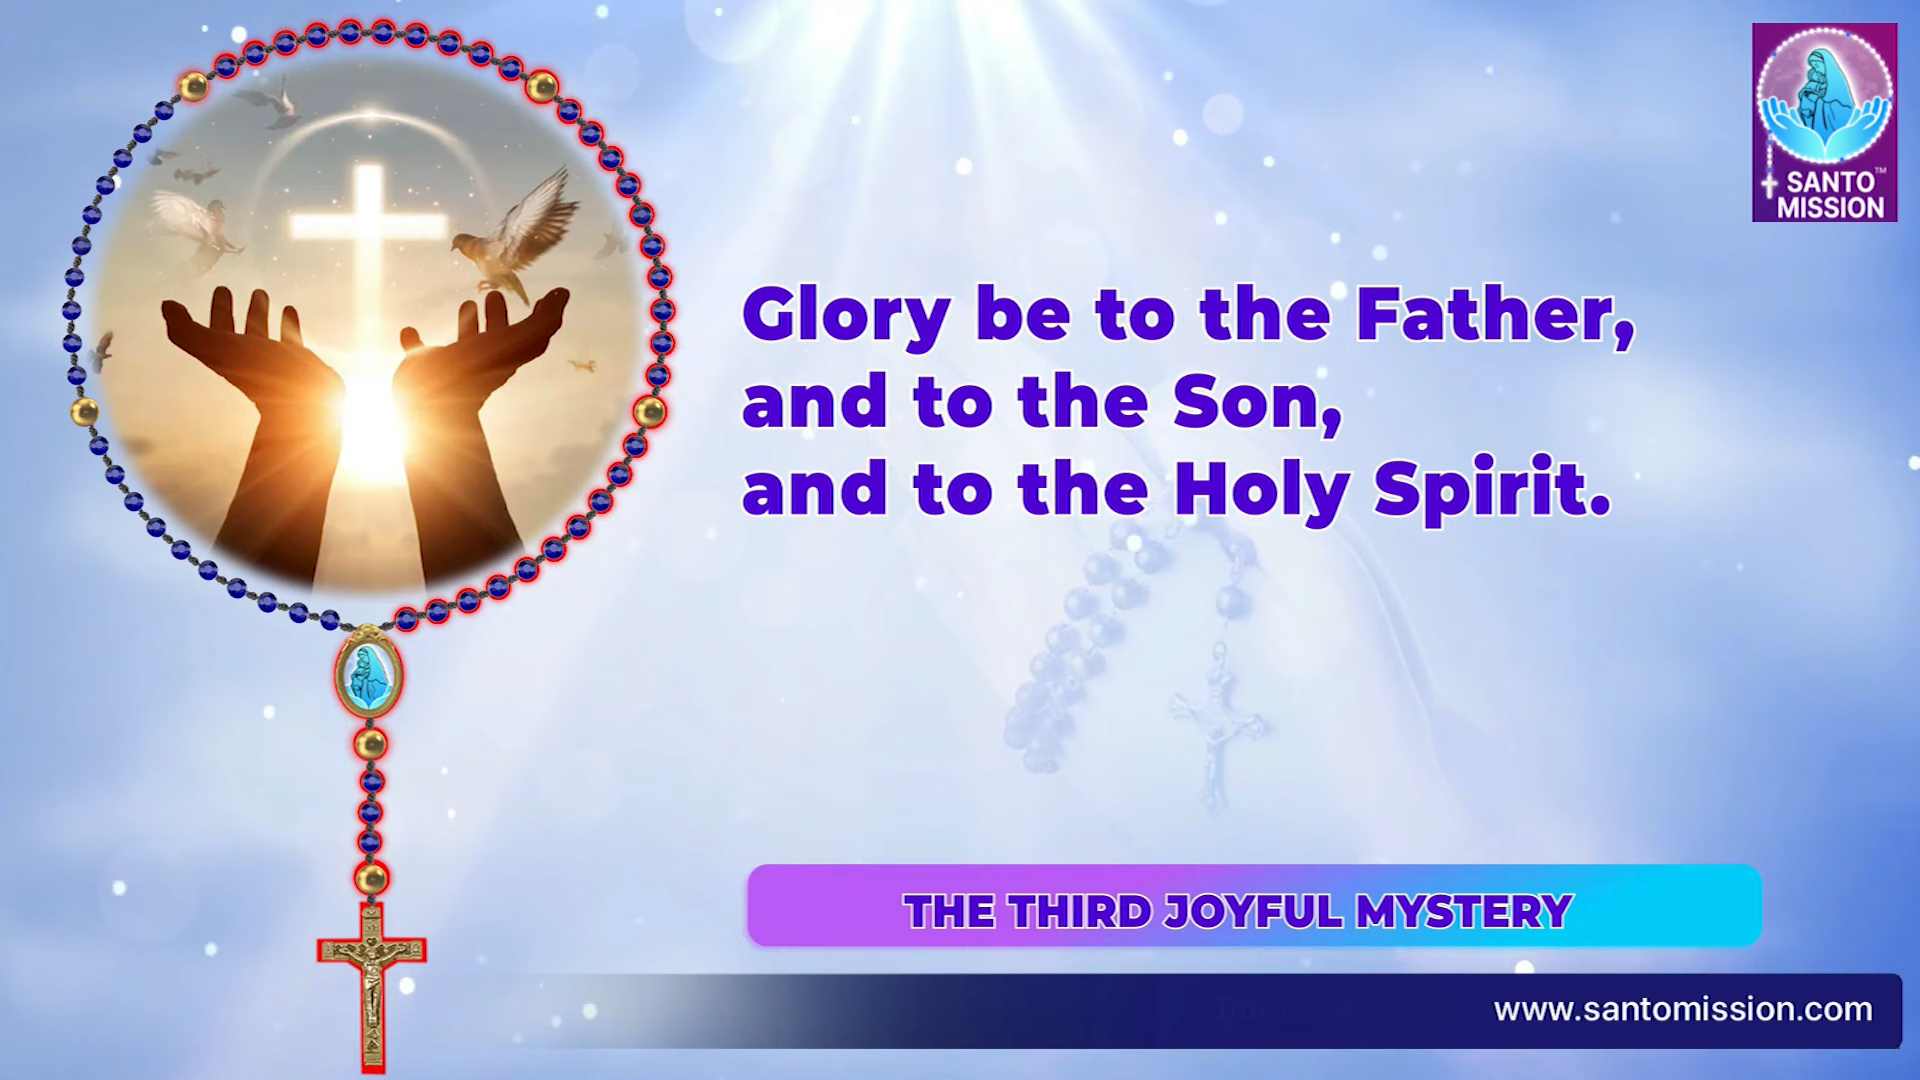 SANTO™
MISSION
Glory be to the Father,
and to the Son,
and to the Holy Spirit.
THE THIRD JOYFUL MYSTERY
www.santomission.com